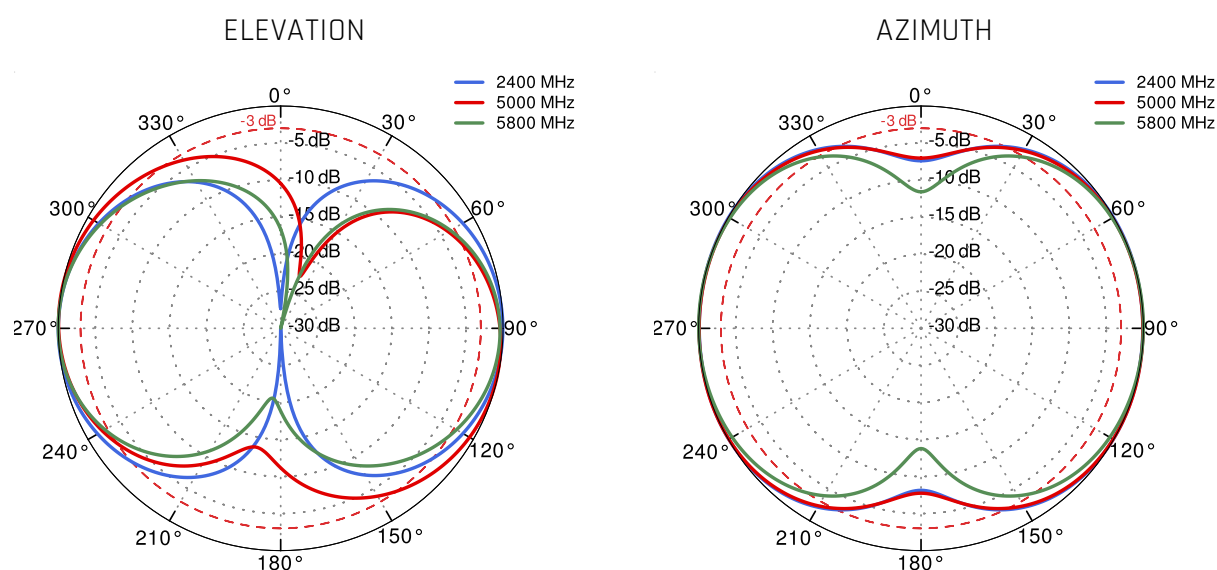 ELEVATION
2400 MHz
5000 MHz
5800 MHz
0°
330°
-3 dB
30°
-5 dB
-10 dB
300°
-15 dB
60°
-20 dB
-25 dB
270°
-30 dB
90°
240°
120°
210°
150°
180°
AZIMUTH
2400 MHz
5000 MHz
5800 MHz
0°
330°
-3 dB
30°
-5 dB
-10 dB
300°
-15 dB
60°
-20 dB
-25 dB
270°
-30 dB
90°
240°
120°
210°
150°
180°